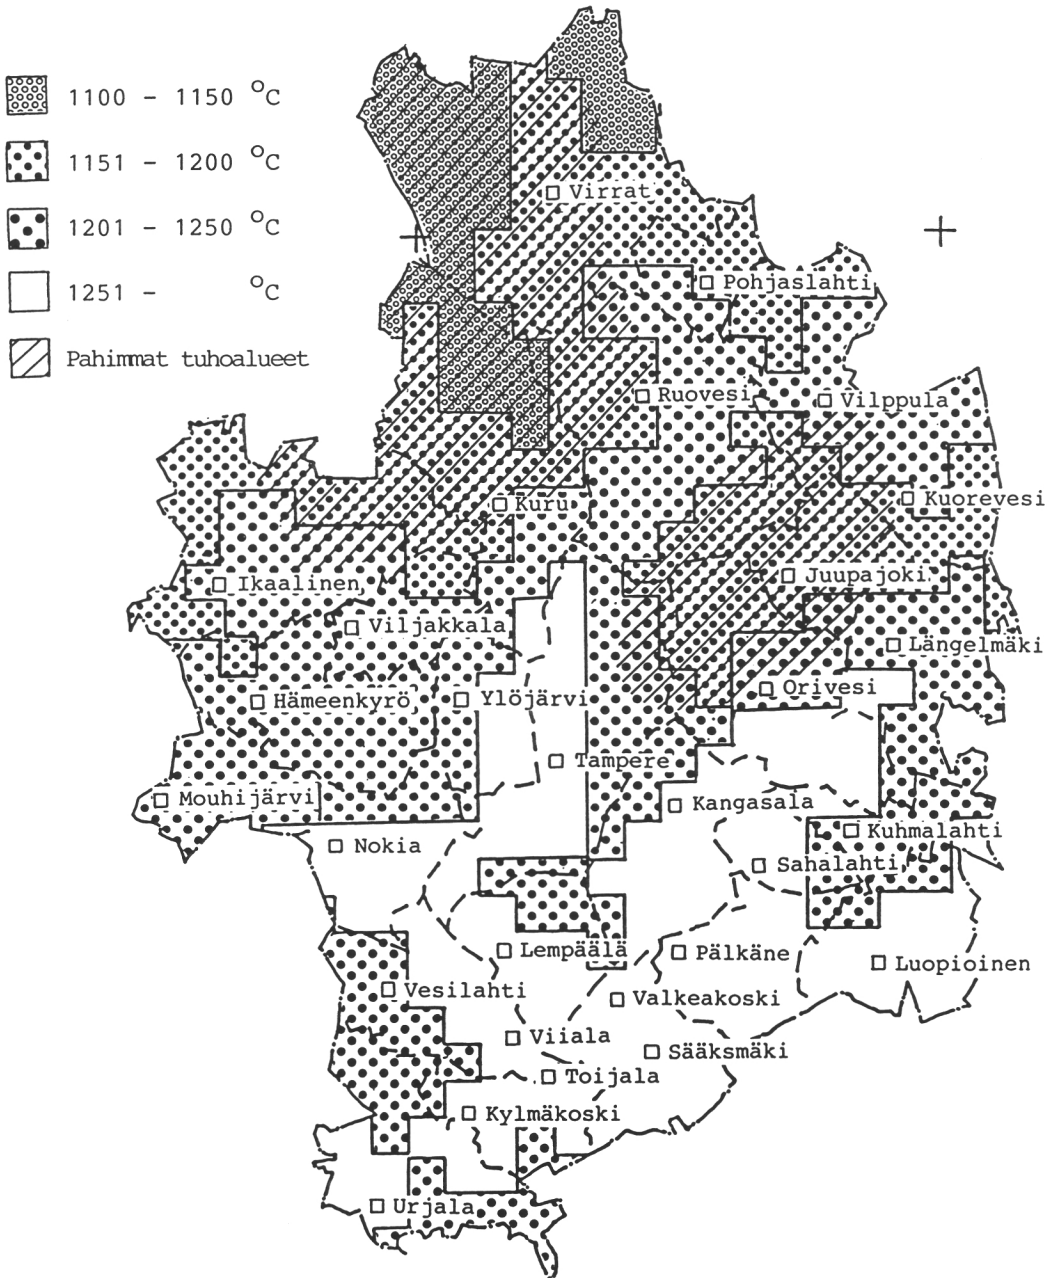 1100 - 1150 °C
1151 - 1200 °C
1201 - 1250 °C
1251 - °C
Pahimmat tuhoalueet
Virrat
Pohjaslahti
Ruovesi
Vilppula
Kuru
Kuorevesi
Ikaalinen
Juupajoki
Viljakkala
Längelmäki
Hämeenkyrö
Ylöjärvi
Orivesi
Tampere
Mouhijärvi
Kangasala
Nokia
Kuhmalahti
Sahalahti
Lempäälä
Pälkäne
Luopioinen
Vesilahti
Valkeakoski
Viiala
Sääksmäki
Toijala
Kylmäkoski
Urjala